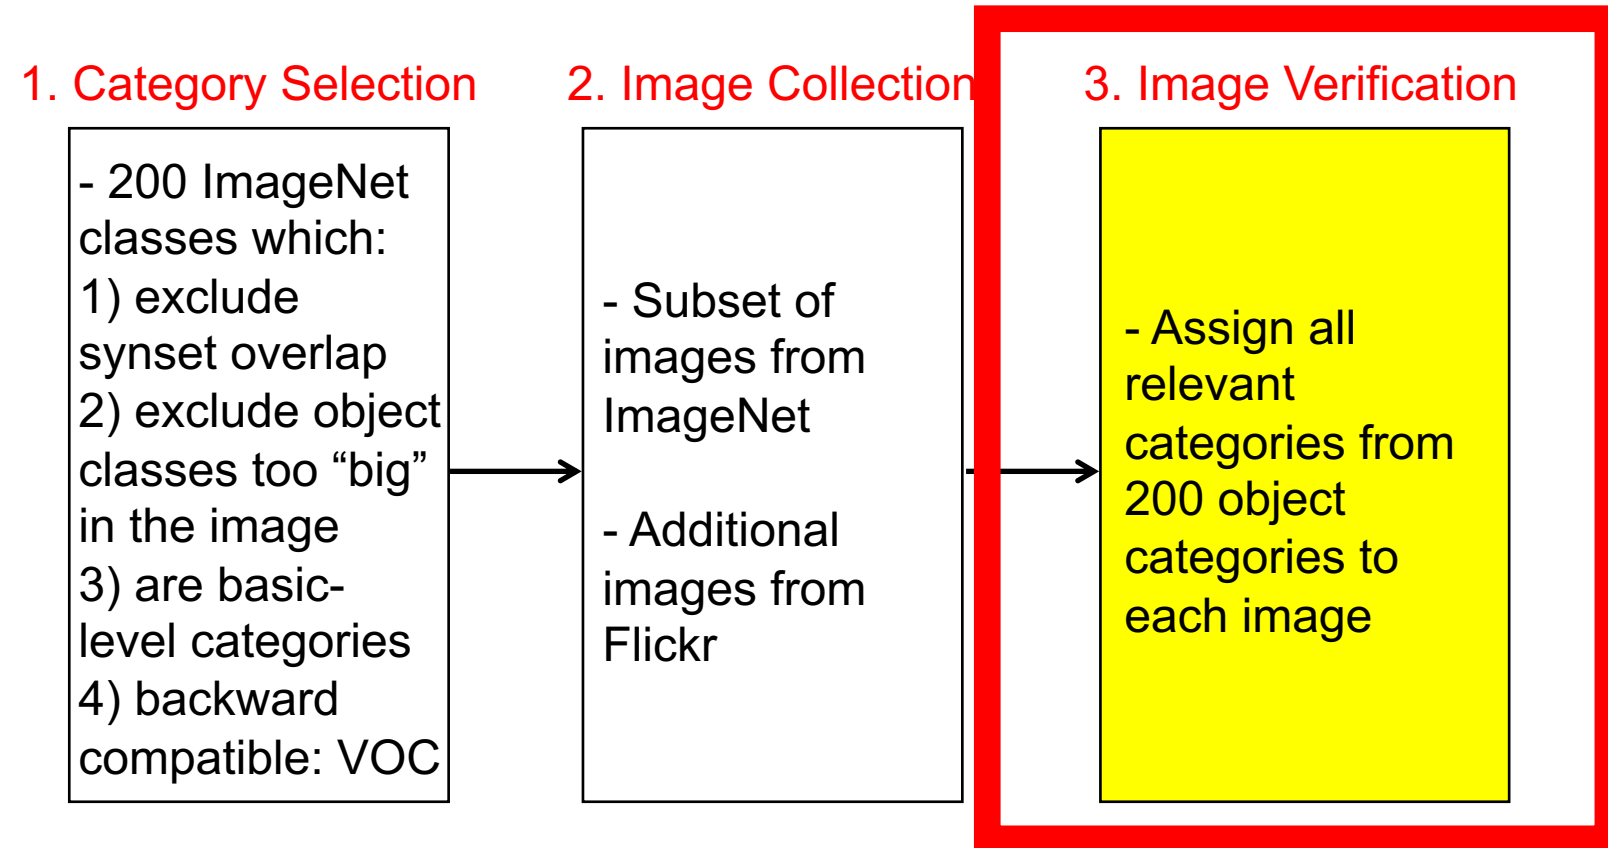 1. Category Selection
- 200 ImageNet
classes which:
1) exclude
synset overlap
2) exclude object
classes too “big”
in the image
3) are basic-
level categories
4) backward
compatible: VOC
2. Image Collection
- Subset of
images from
ImageNet
- Additional
images from
Flickr
3. Image Verification
- Assign all
relevant
categories from
200 object
categories to
each image